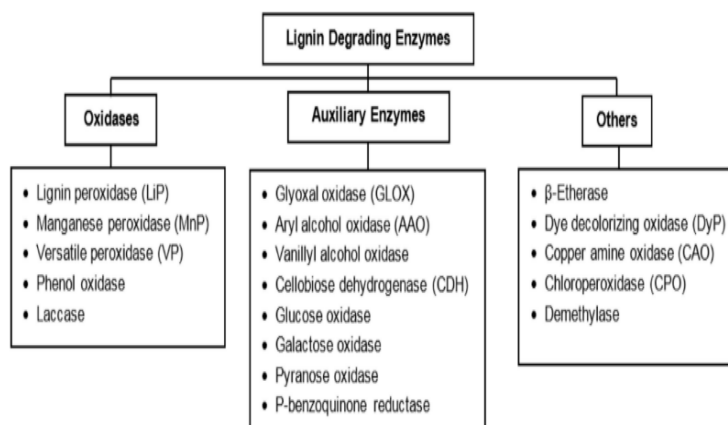 Lignin Degrading Enzymes
Oxidases
Auxiliary Enzymes
Others
• Lignin peroxidase (LiP)
• Manganese peroxidase (MnP)
• Versatile peroxidase (VP)
• Phenol oxidase
• Laccase
• Glyoxal oxidase (GLOX)
• Aryl alcohol oxidase (AAO)
• Vanillyl alcohol oxidase
• Cellobiose dehydrogenase (CDH)
• Glucose oxidase
• Galactose oxidase
• Pyranose oxidase
• P-benzoquinone reductase
• β-Etherase
• Dye decolorizing oxidase (DyP)
• Copper amine oxidase (CAO)
• Chloroperoxidase (CPO)
• Demethylase